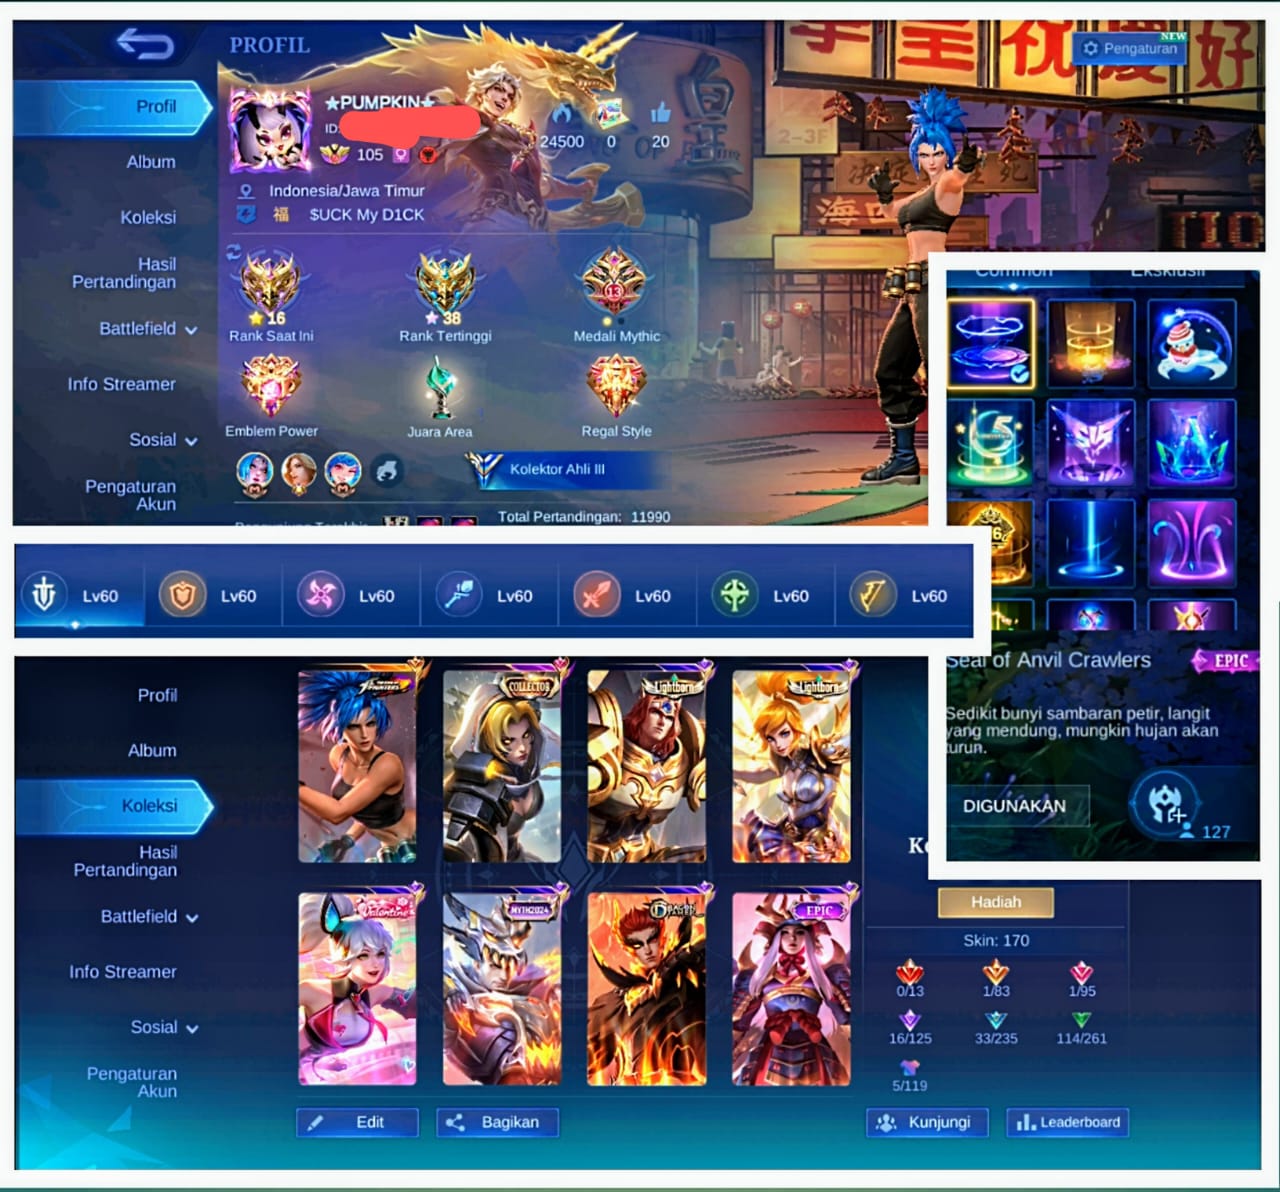 PROFIL
NEW
Pengaturan
Profil
Album
Koleksi
Hasil
Pertandingan
Battlefield
Info Streamer
Sosial
Pengaturan
Akun
★PUMPKIN★
ID:
105
24500
0
20
Indonesia/Jawa Timur
福 $UCK My D1CK
16
Rank Saat Ini
38
Rank Tertinggi
13
Medali Mythic
Emblem Power
Juara Area
Regal Style
Kolektor Ahli III
Total Pertandingan: 11990
2-3F
祝
好
Common
Eksklusif
Seal of Anvil Crawlers
EPIC
Sedikit bunyi sambaran petir, langit
yang mendung, mungkin hujan akan
turun.
DIGUNAKAN
127
Lv60
Lv60
Lv60
Lv60
Lv60
Lv60
Lv60
Profil
Album
Koleksi
Hasil
Pertandingan
Battlefield
Info Streamer
Sosial
Pengaturan
Akun
COLLECTOR
Lightborn
Lightborn
Valentine
MYTH2024
EPIC
Edit
Bagikan
Hadiah
Skin: 170
0/13
1/83
1/95
16/125
33/235
114/261
5/119
Kunjungi
Leaderboard